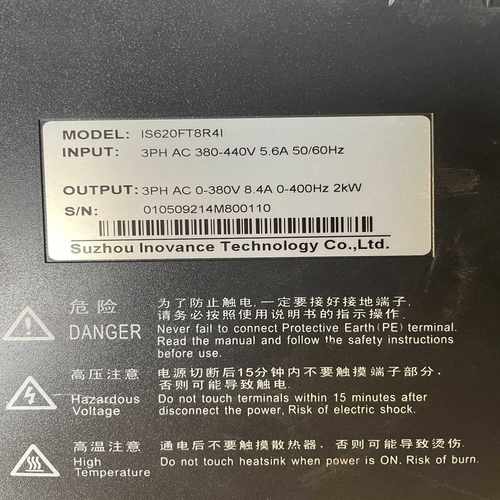 MODEL: IS620FT8R4I
INPUT: 3PH AC 380-440V 5.6A 50/60Hz
OUTPUT: 3PH AC 0-380V 8.4A 0-400Hz 2kW
S/N: 010509214M800110
Suzhou Inovance Technology Co.,Ltd.
危险
DANGER
为了防止触电,一定要接好接地端子.
请务必按照使用说明书的指示操作.
Never fail to connect Protective Earth(PE) terminal.
Read the manual and follow the safety instructions
before use.
高压注意
Hazardous
Voltage
电源切断后15分钟内不要触摸端子部分,
否则可能导致触电.
Do not touch terminals within 15 minutes after
disconnect the power, Risk of electric shock.
高温注意
High
Temperature
通电后不要触摸散热器, 否则可能导致烫伤.
Do not touch heatsink when power is ON. Risk of burn.